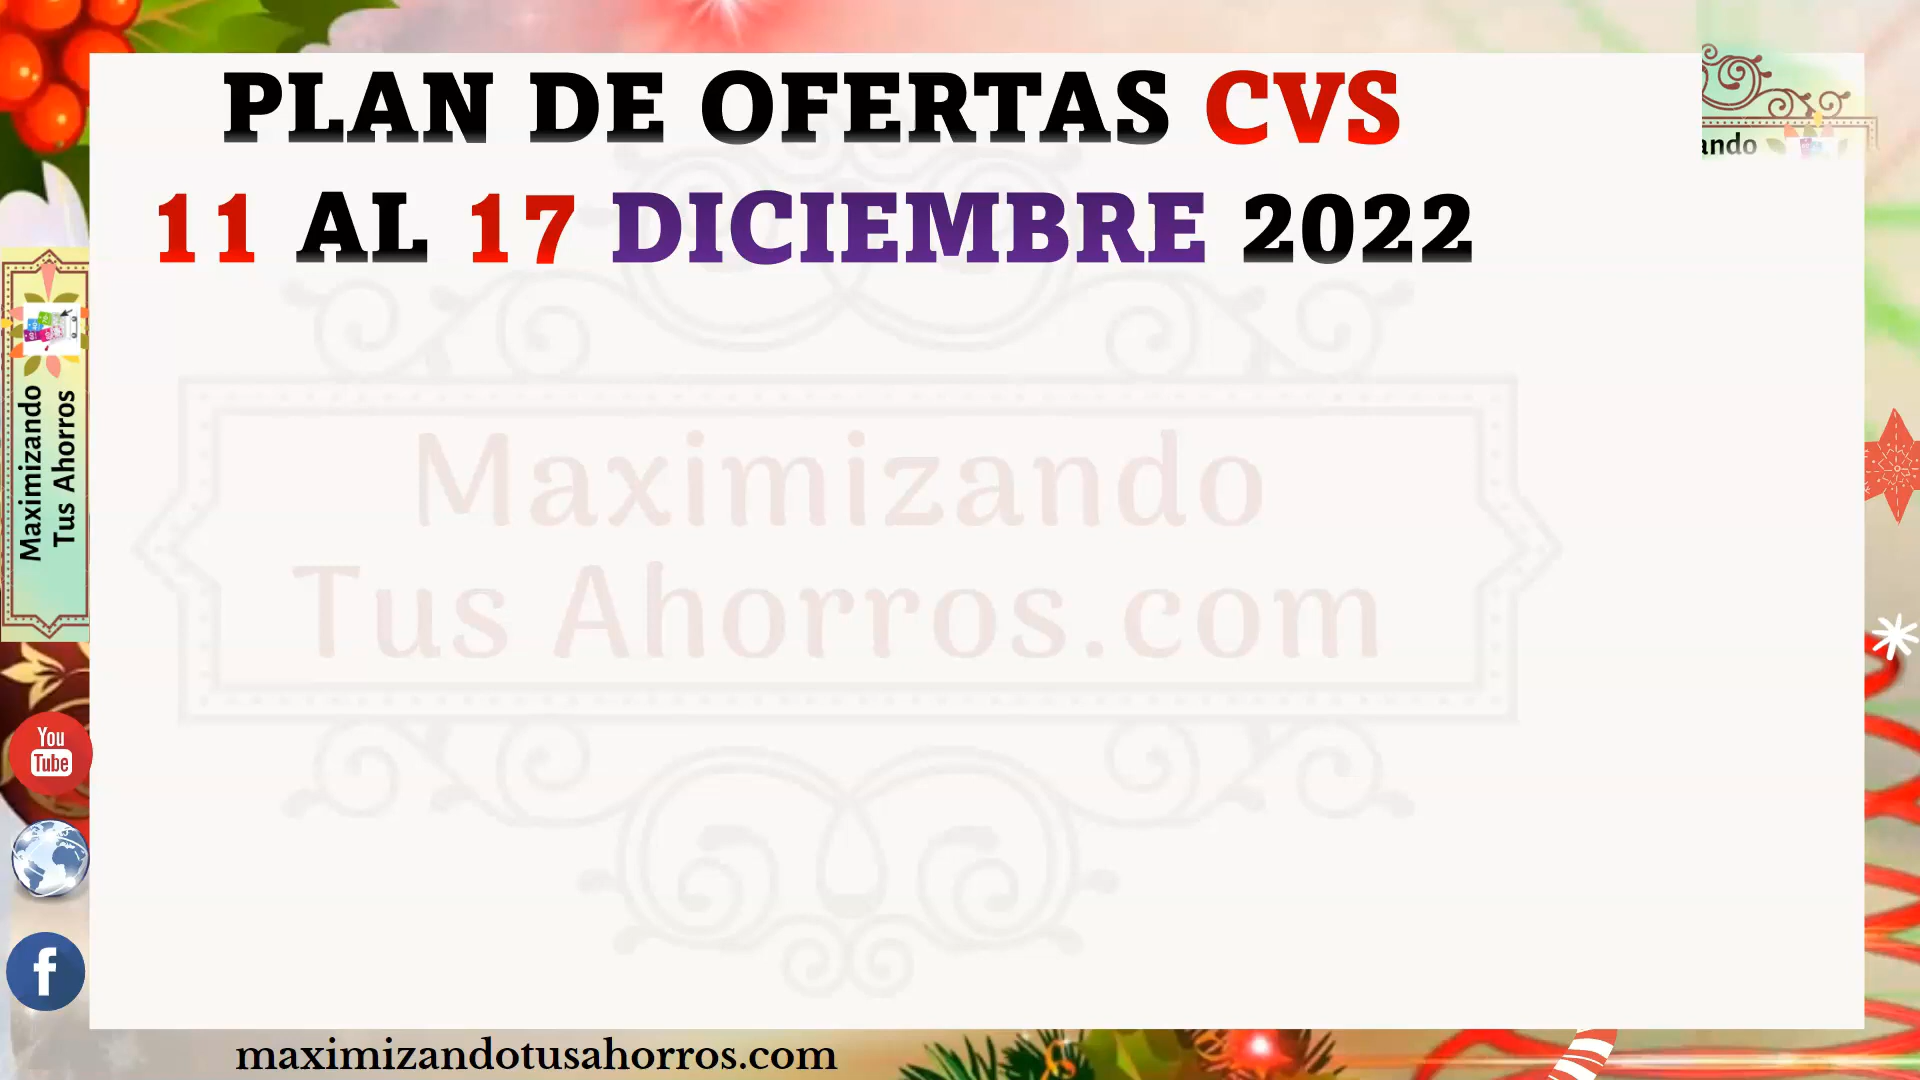 PLAN DE OFERTAS CVS
11 AL 17 DICIEMBRE 2022
ando
Maximizando
Tus Ahorros
Maximizando
Tus Ahorros.com
You
Tube
f
maximizandotusahorros.com